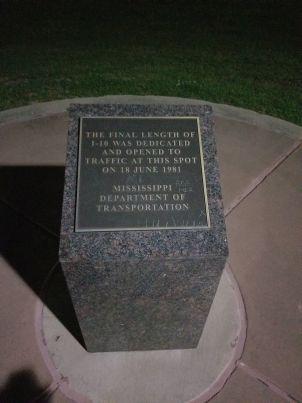 THE FINAL LENGTH OF
I-10 WAS DEDICATED
AND OPENED TO
TRAFFIC AT THIS SPOT
ON 18 JUNE 1981
MISSISSIPPI
DEPARTMENT OF
TRANSPORTATION